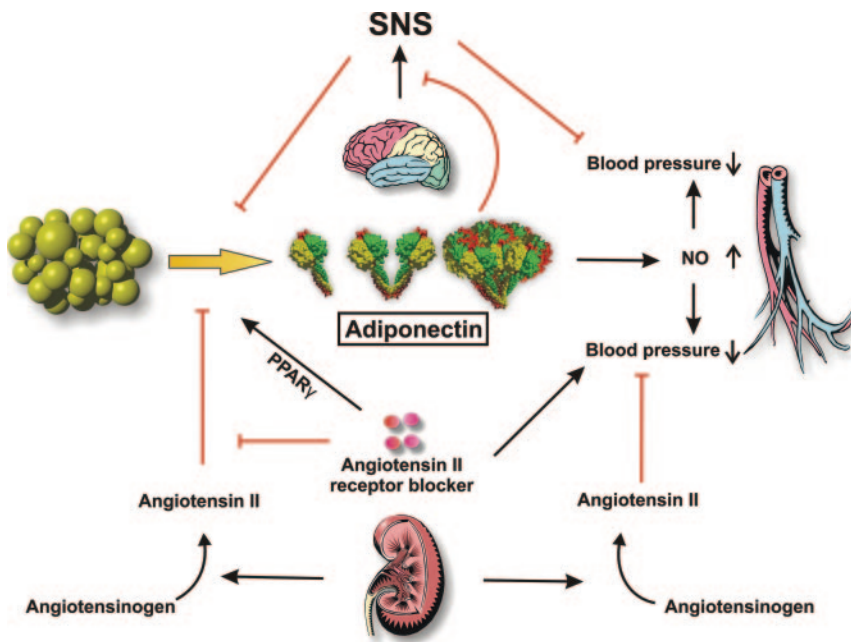 SNS
Blood pressure ↓
NO ↑
Adiponectin
Blood pressure ↓
PPARγ
Angiotensin II
receptor blocker
Angiotensin II
Angiotensin II
Angiotensinogen
Angiotensinogen